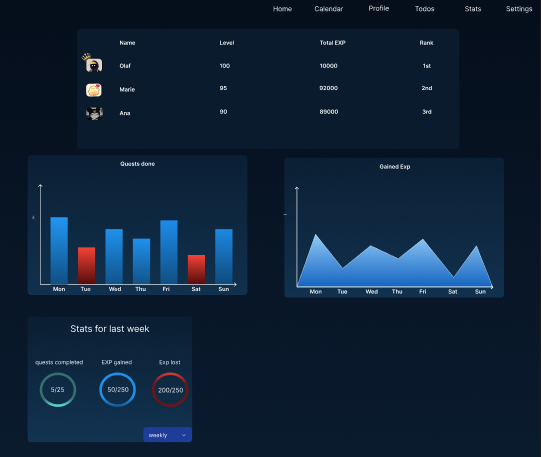 Home Calendar Profile Todos Stats Settings
Name Level Total EXP Rank
Olaf 100 10000 1st
Marie 95 92000 2nd
Ana 90 89000 3rd
Quests done
Mon Tue Wed Thu Fri Sat Sun
Gained Exp
Mon Tue Wed Thu Fri Sat Sun
Stats for last week
quests completed EXP gained Exp lost
5/25 50/250 200/250
weekly